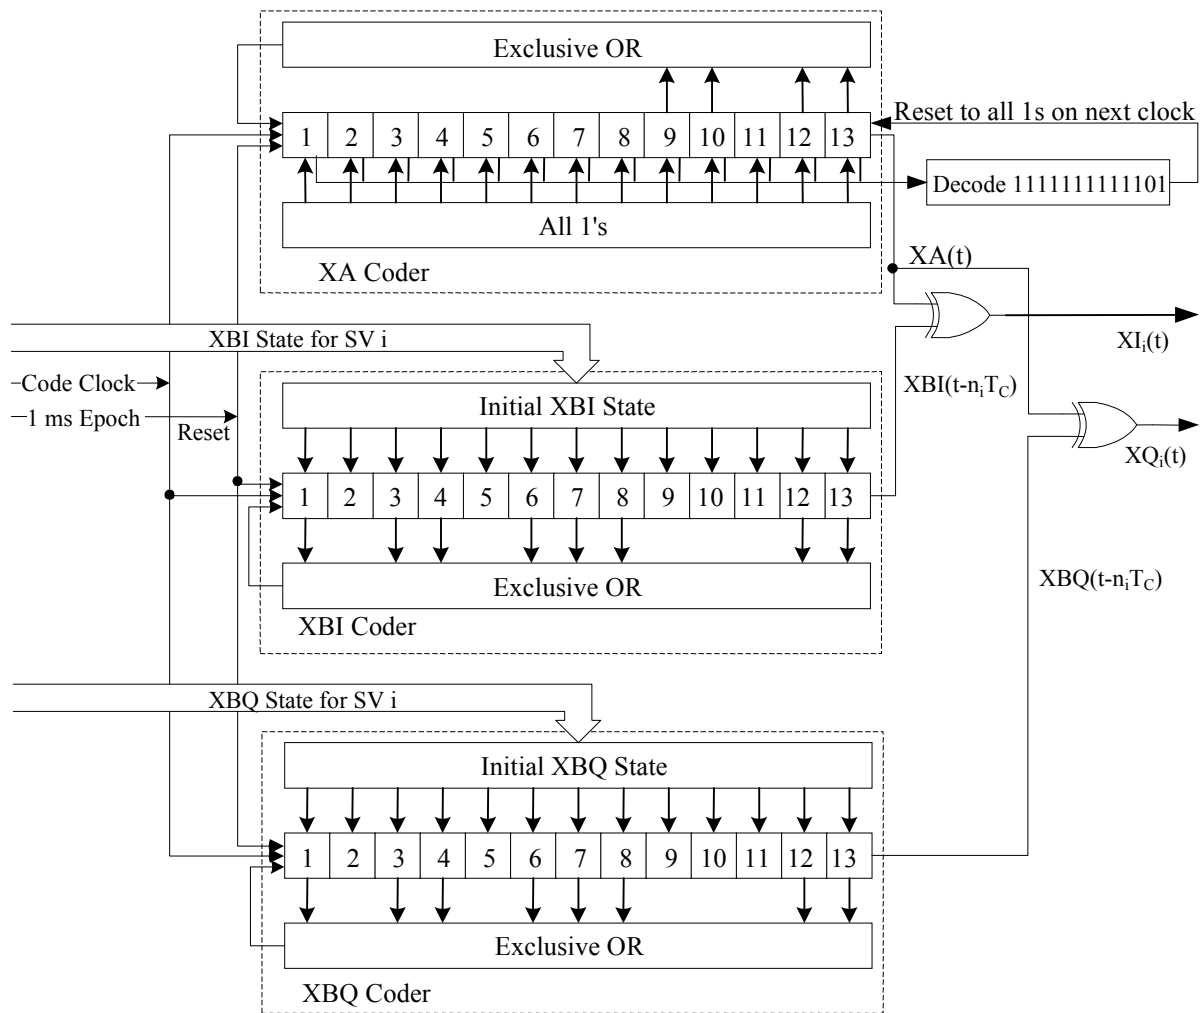 Exclusive OR
1 2 3 4 5 6 7 8 9 10 11 12 13
Reset to all 1s on next clock
Decode 1111111111101
All 1's
XA Coder
XA(t)
XBI State for SV i
XIᵢ(t)
Code Clock
1 ms Epoch
Reset
Initial XBI State
XBI(t-nᵢT_C)
XQᵢ(t)
1 2 3 4 5 6 7 8 9 10 11 12 13
Exclusive OR
XBI Coder
XBQ(t-nᵢT_C)
XBQ State for SV i
Initial XBQ State
1 2 3 4 5 6 7 8 9 10 11 12 13
Exclusive OR
XBQ Coder